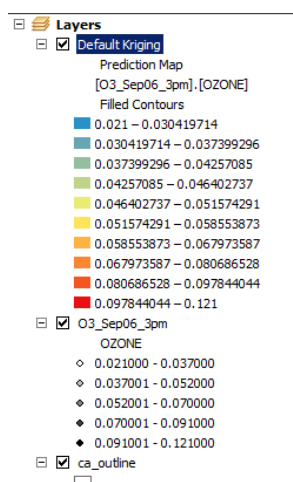 Layers
Default Kriging
Prediction Map
[O3_Sep06_3pm].[OZONE]
Filled Contours
0.021 – 0.030419714
0.030419714 – 0.037399296
0.037399296 – 0.04257085
0.04257085 – 0.046402737
0.046402737 – 0.051574291
0.051574291 – 0.058553873
0.058553873 – 0.067973587
0.067973587 – 0.080686528
0.080686528 – 0.097844044
0.097844044 – 0.121
O3_Sep06_3pm
OZONE
0.021000 - 0.037000
0.037001 - 0.052000
0.052001 - 0.070000
0.070001 - 0.091000
0.091001 - 0.121000
ca_outline